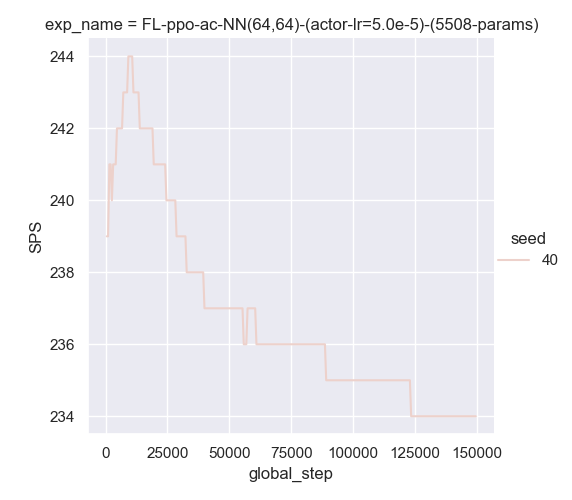 exp_name = FL-ppo-ac-NN(64,64)-(actor-lr=5.0e-5)-(5508-params)
244
242
240
238
236
234
SPS
0 25000 50000 75000 100000 125000 150000
global_step
seed
40